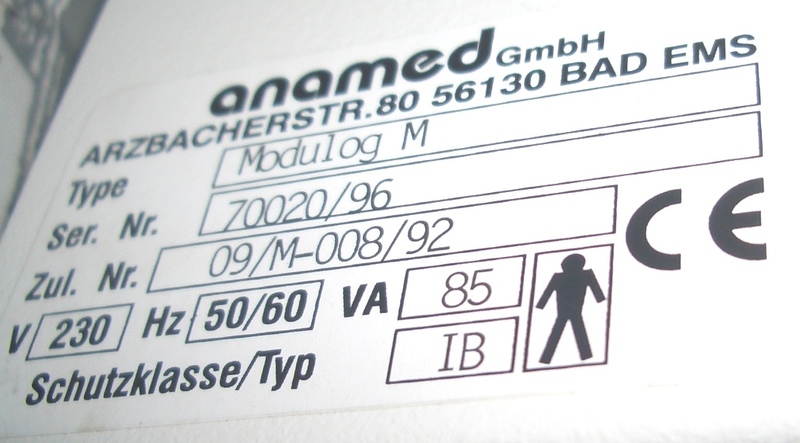 anamed GmbH
ARZBACHERSTR.80 56130 BAD EMS
Type Modulog M
Ser. Nr. 70020/96
Zul. Nr. 09/M-008/92
V 230 Hz 50/60 VA 85
Schutzklasse/Typ IB
CE